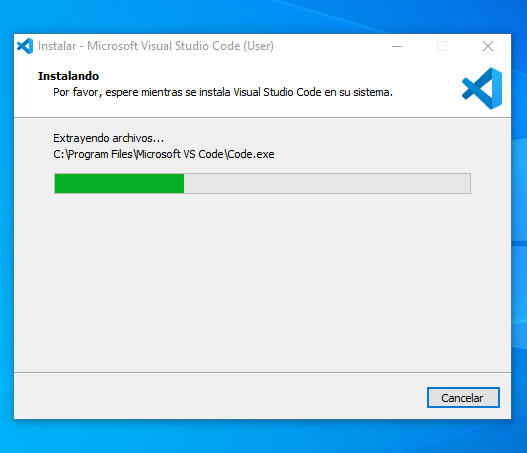 Instalar - Microsoft Visual Studio Code (User)
Instalando
Por favor, espere mientras se instala Visual Studio Code en su sistema.
Extrayendo archivos...
C:\Program Files\Microsoft VS Code\Code.exe
Cancelar